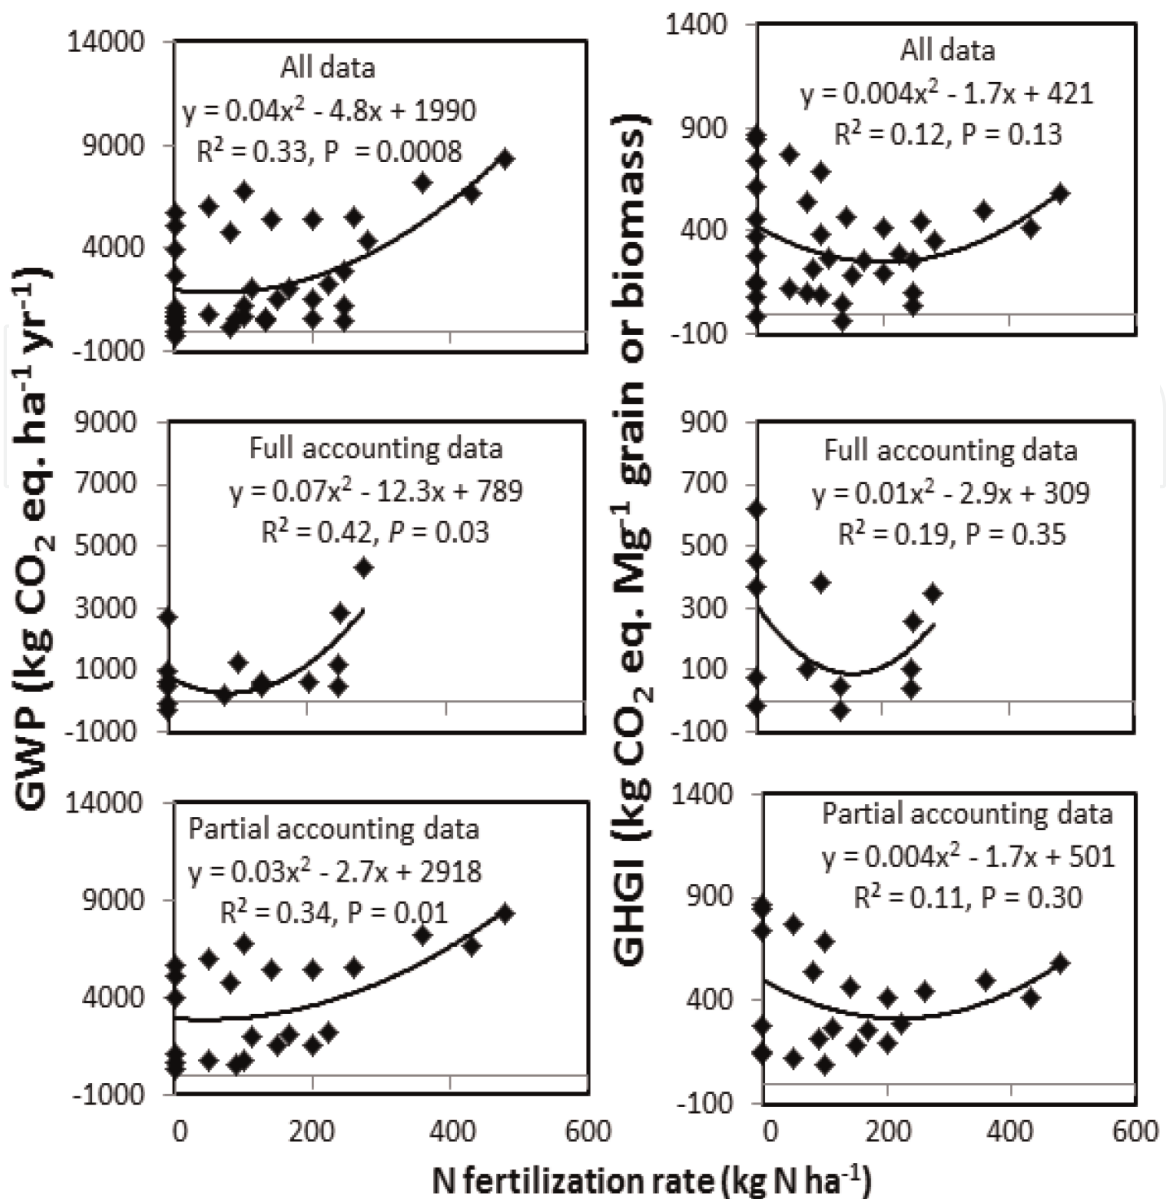 GWP (kg CO₂ eq. ha⁻¹ yr⁻¹)
14000
9000
4000
-1000
All data
y = 0.04x² - 4.8x + 1990
R² = 0.33, P = 0.0008
9000
7000
5000
3000
1000
-1000
Full accounting data
y = 0.07x² - 12.3x + 789
R² = 0.42, P = 0.03
14000
9000
4000
-1000
Partial accounting data
y = 0.03x² - 2.7x + 2918
R² = 0.34, P = 0.01
0 200 400 600
GHGI (kg CO₂ eq. Mg⁻¹ grain or biomass)
1400
900
400
-100
All data
y = 0.004x² - 1.7x + 421
R² = 0.12, P = 0.13
900
700
500
300
100
-100
Full accounting data
y = 0.01x² - 2.9x + 309
R² = 0.19, P = 0.35
1400
900
400
-100
Partial accounting data
y = 0.004x² - 1.7x + 501
R² = 0.11, P = 0.30
0 200 400 600
N fertilization rate (kg N ha⁻¹)